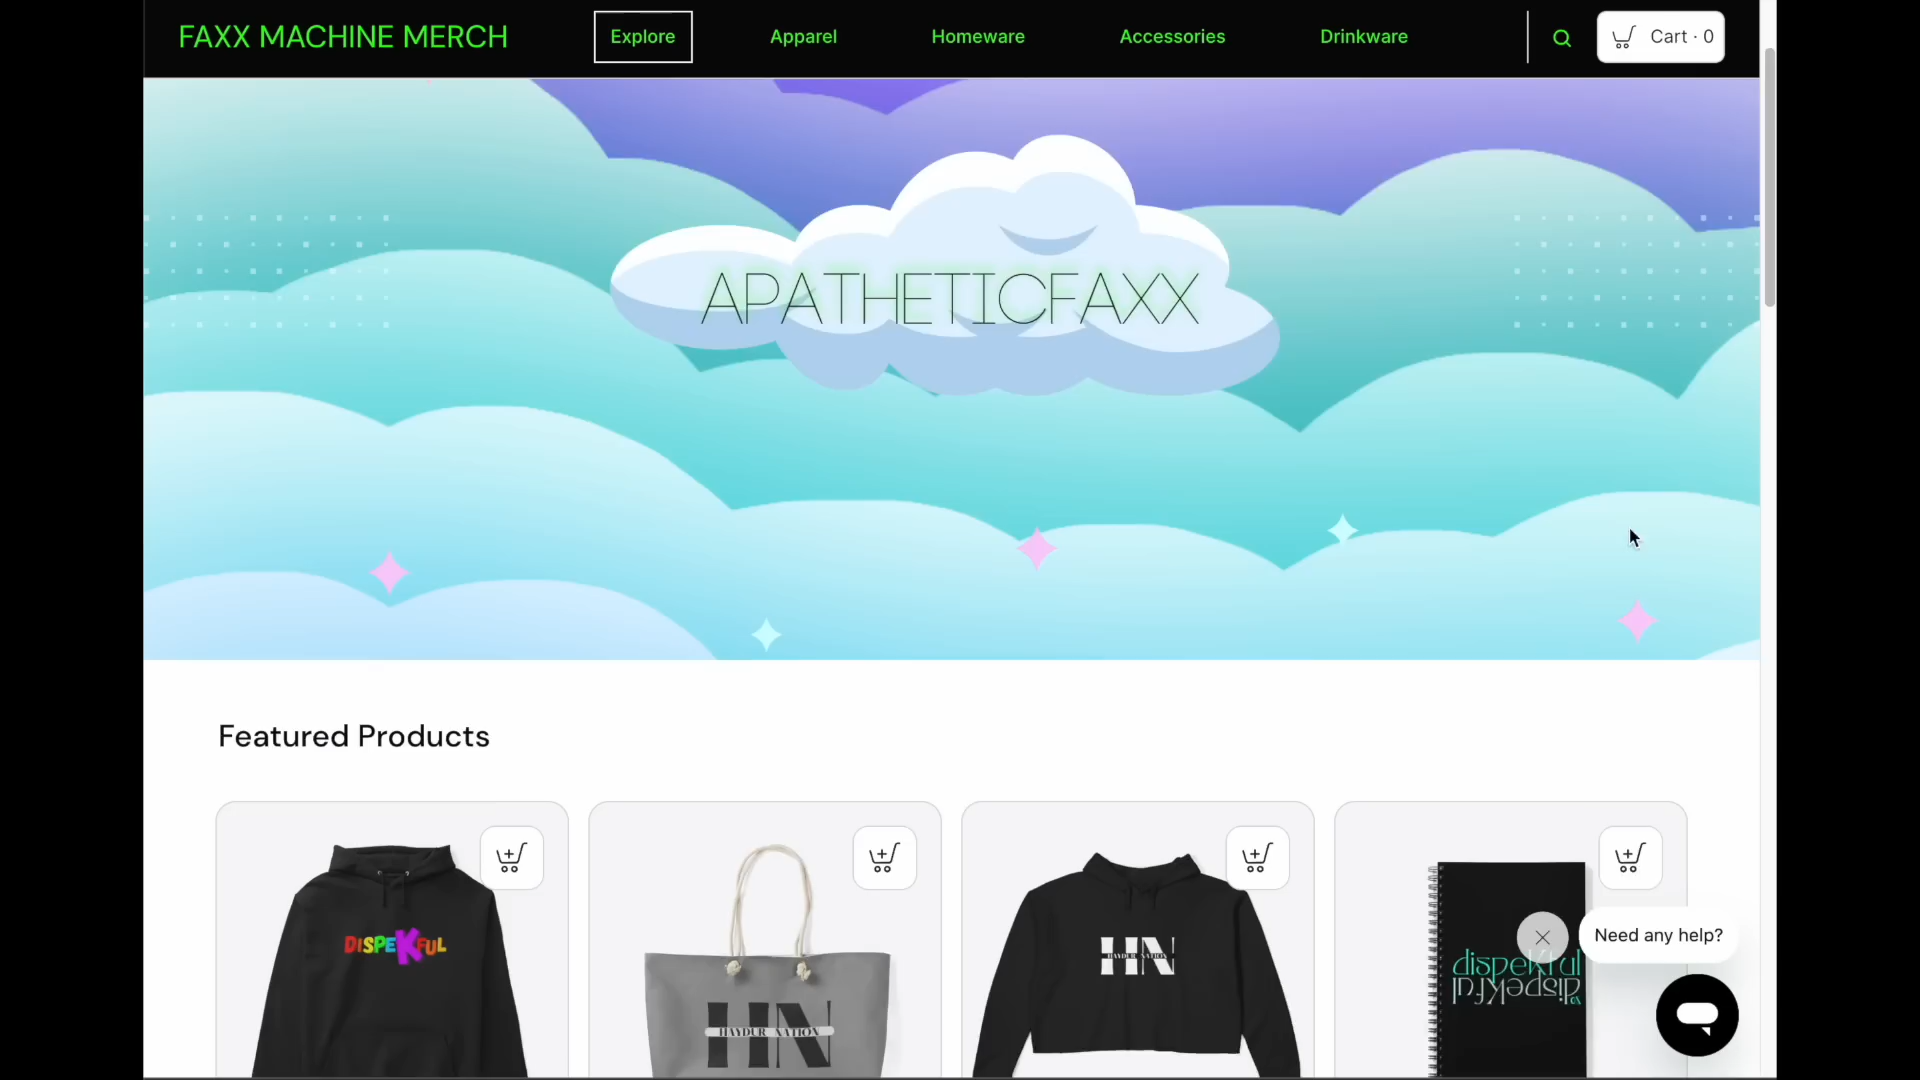 FAXX MACHINE MERCH
Explore
Apparel
Homeware
Accessories
Drinkware
Cart · 0
APATHETICFAXX
Featured Products
DISPEKFUL
HN
HAYDUR NATION
HN
Need any help?
dispekful
dispekful